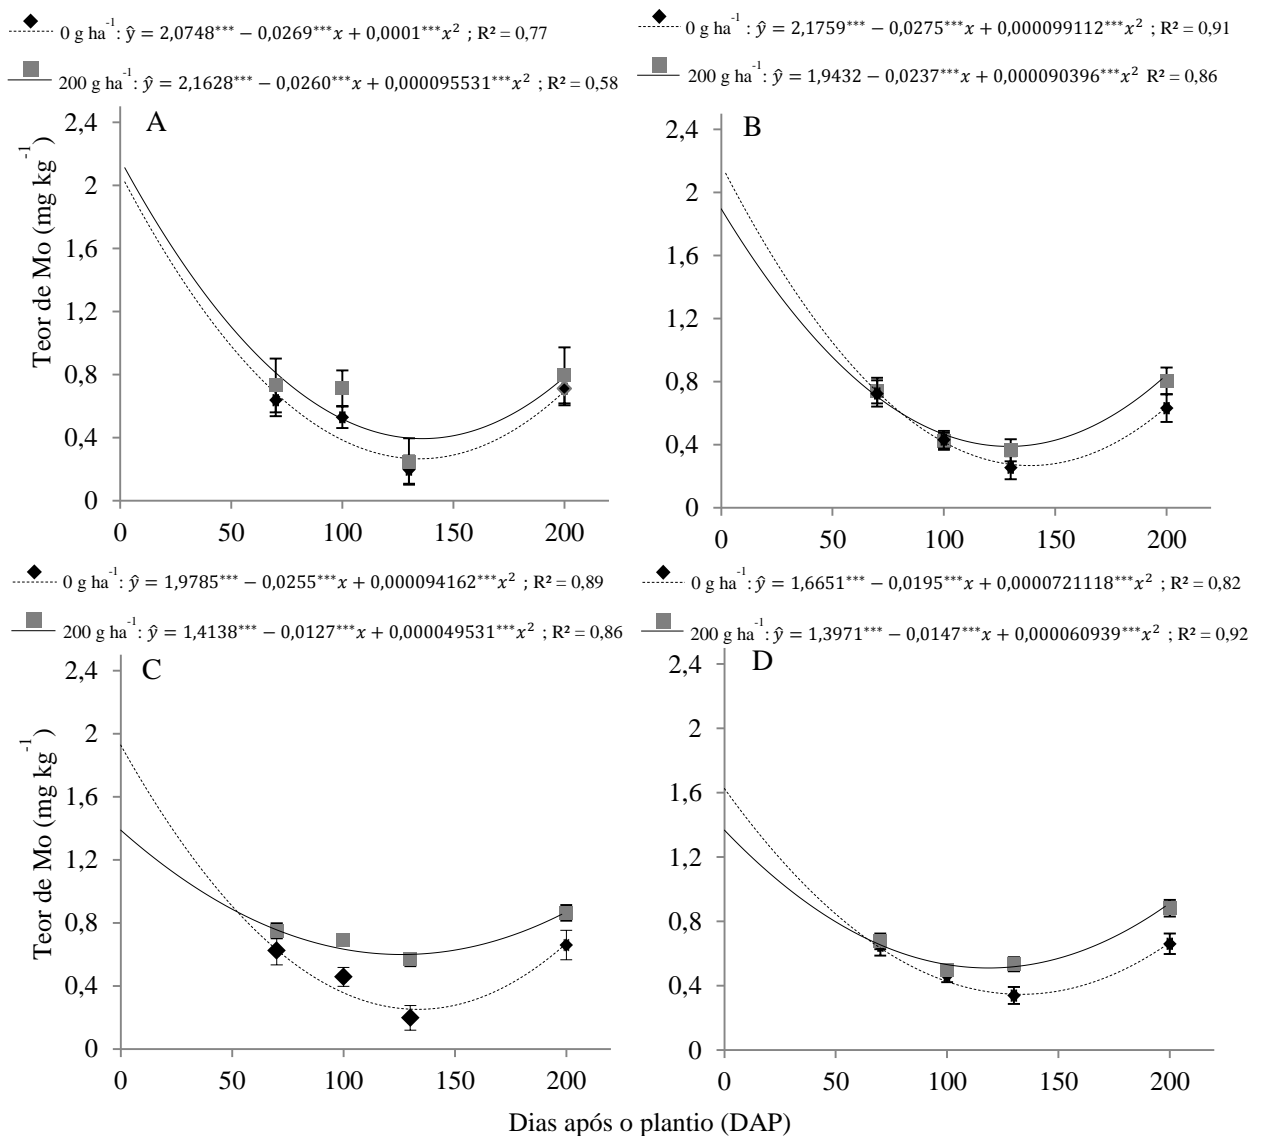 0 g ha-1: ŷ = 2,0748*** − 0,0269***x + 0,0001***x² ; R² = 0,77
200 g ha-1: ŷ = 2,1628*** − 0,0260***x + 0,000095531***x² ; R² = 0,58
0 g ha-1: ŷ = 2,1759*** − 0,0275***x + 0,000099112***x² ; R² = 0,91
200 g ha-1: ŷ = 1,9432 − 0,0237***x + 0,000090396***x² R² = 0,86
A
Teor de Mo (mg kg-1)
2,4
2
1,6
1,2
0,8
0,4
0
0 50 100 150 200
B
2,4
2
1,6
1,2
0,8
0,4
0
0 50 100 150 200
0 g ha-1: ŷ = 1,9785*** − 0,0255***x + 0,000094162***x² ; R² = 0,89
200 g ha-1: ŷ = 1,4138*** − 0,0127***x + 0,000049531***x² ; R² = 0,86
0 g ha-1: ŷ = 1,6651*** − 0,0195***x + 0,0000721118***x² ; R² = 0,82
200 g ha-1: ŷ = 1,3971*** − 0,0147***x + 0,000060939***x² ; R² = 0,92
C
Teor de Mo (mg kg-1)
2,4
2
1,6
1,2
0,8
0,4
0
0 50 100 150 200
D
2,4
2
1,6
1,2
0,8
0,4
0
0 50 100 150 200
Dias após o plantio (DAP)